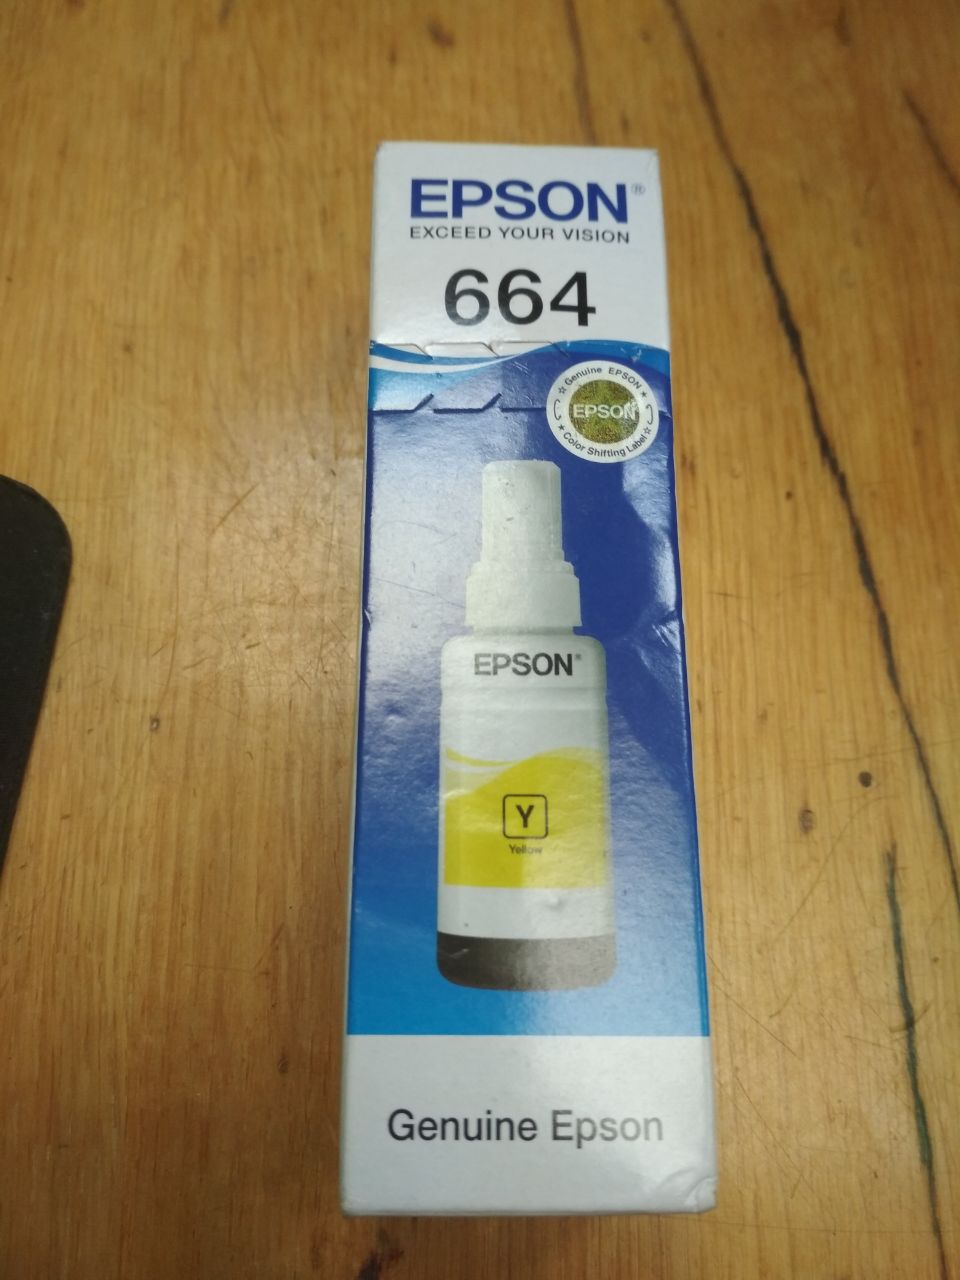 EPSON®
EXCEED YOUR VISION
664
☆ Genuine EPSON ★
EPSON
★ Color Shifting Label ☆
EPSON®
Y
Yellow
Genuine Epson